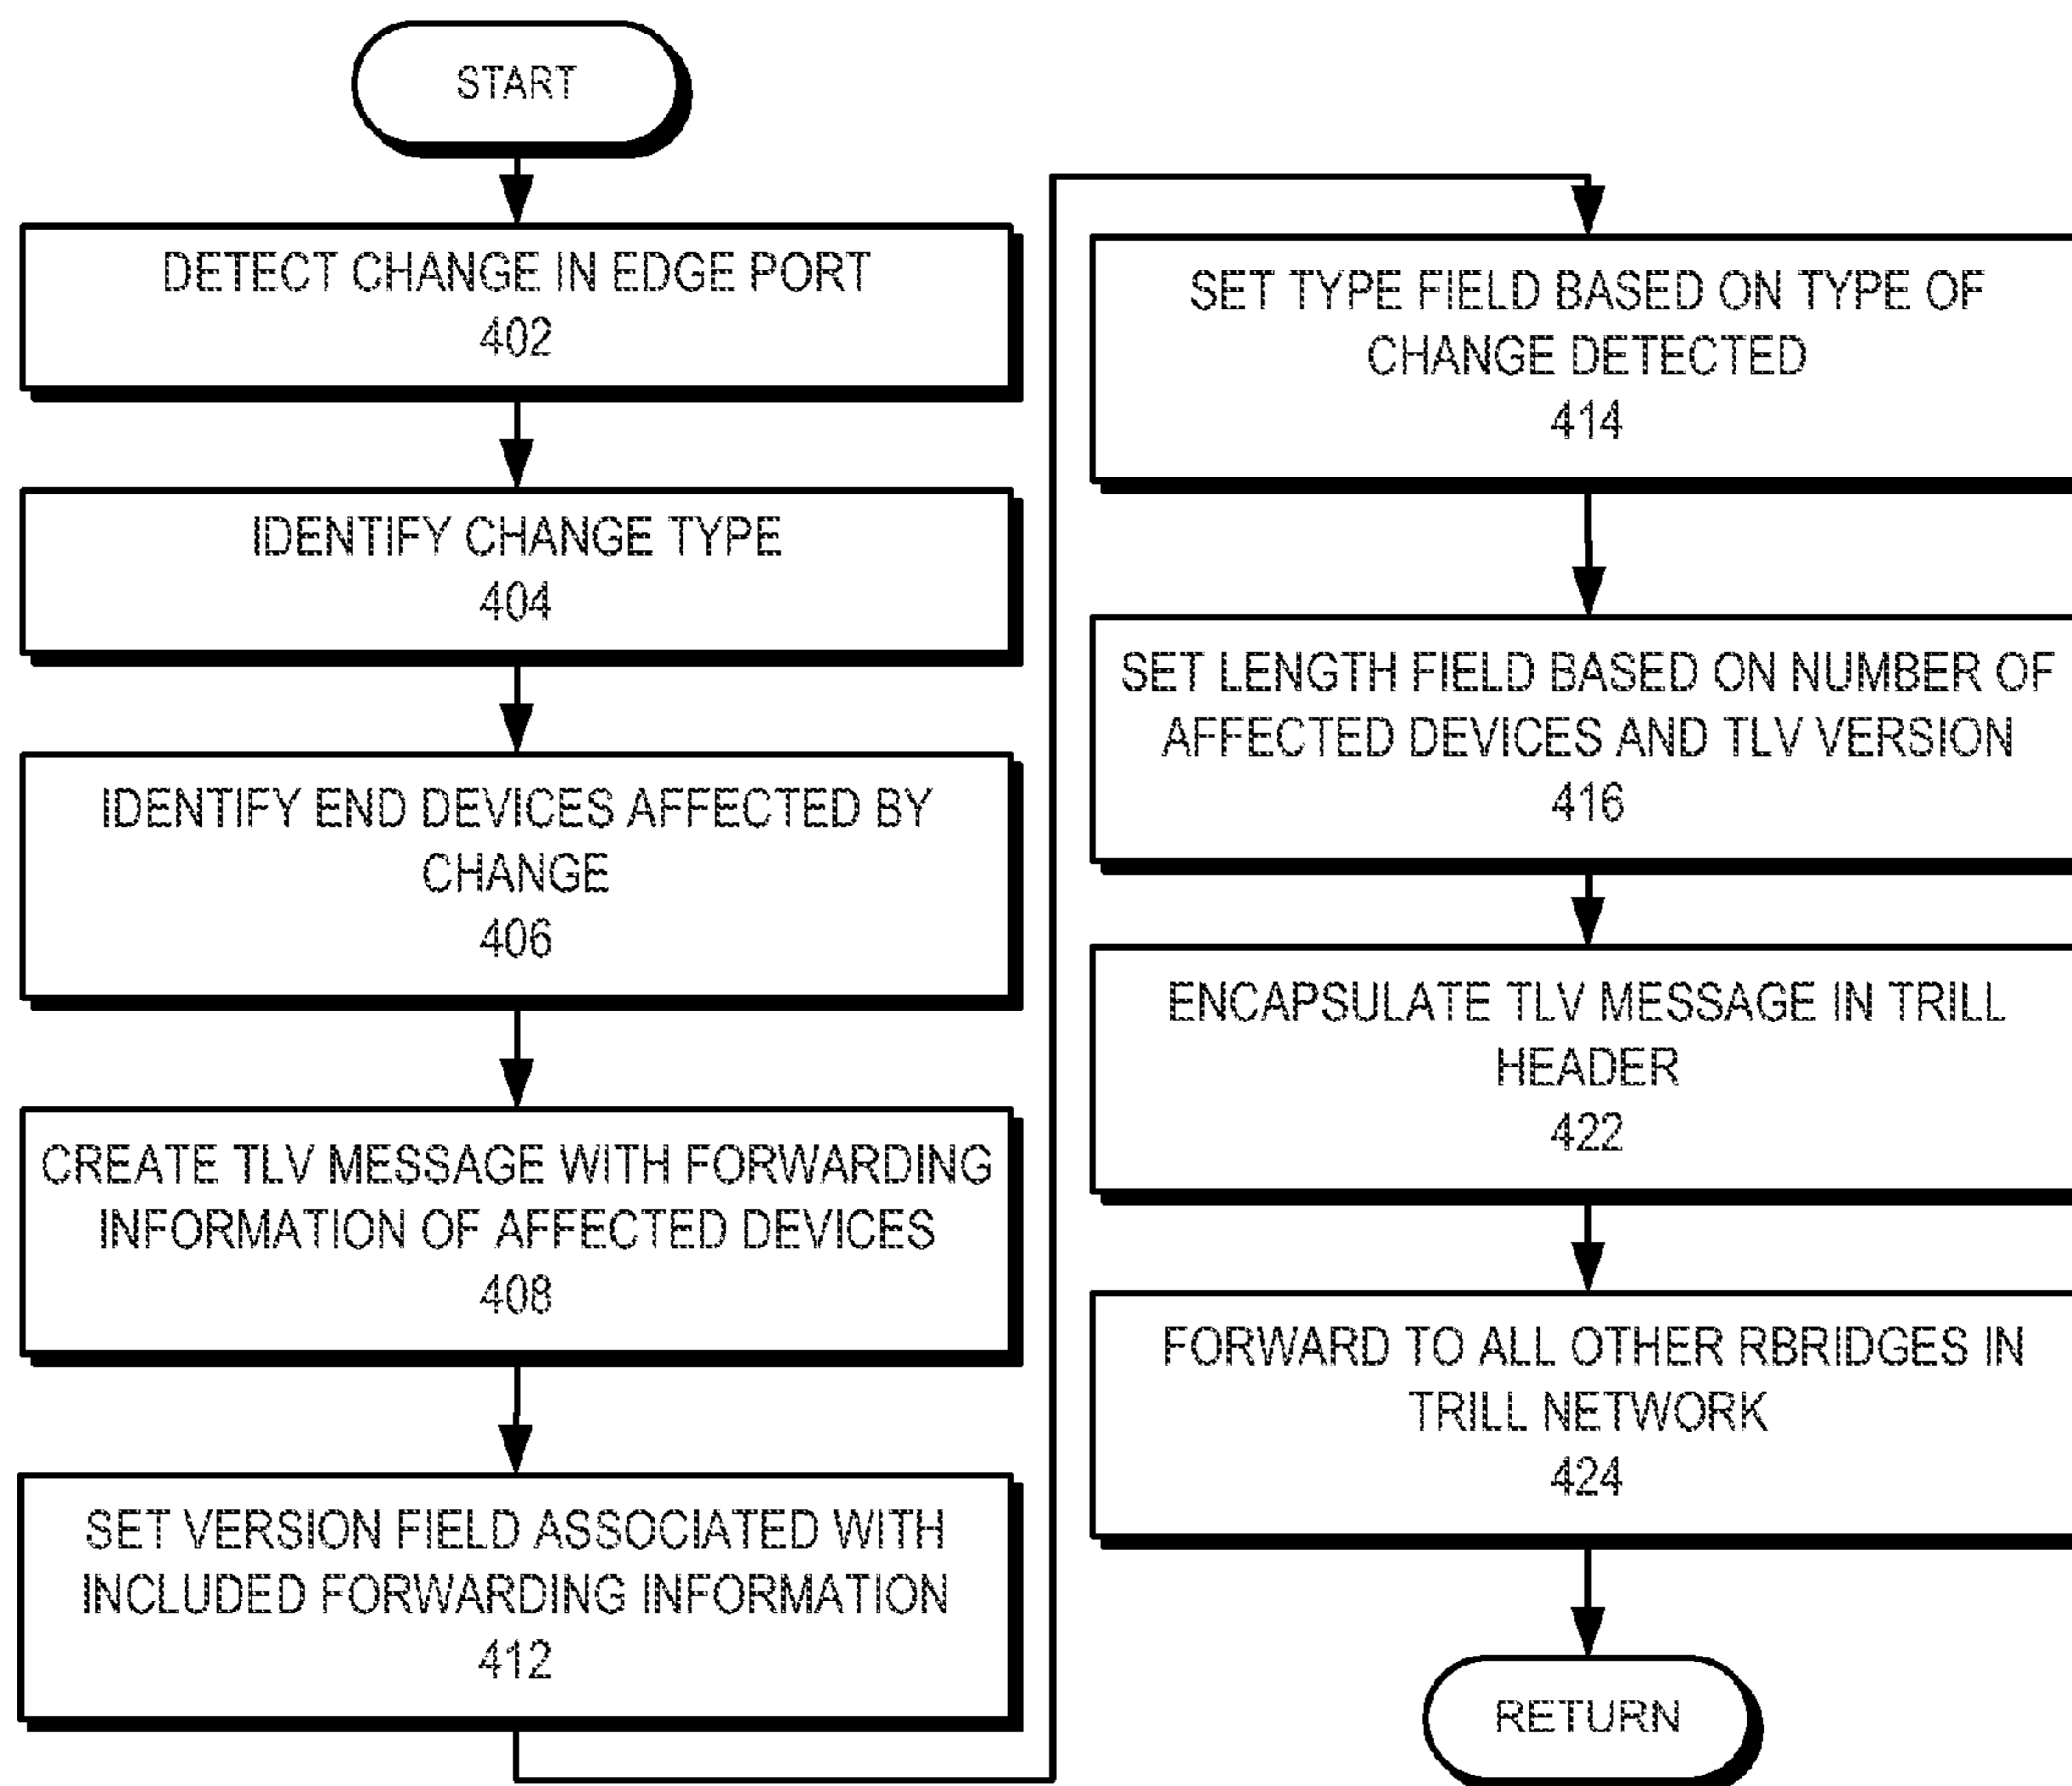 START
DETECT CHANGE IN EDGE PORT
402
IDENTIFY CHANGE TYPE
404
IDENTIFY END DEVICES AFFECTED BY
CHANGE
406
CREATE TLV MESSAGE WITH FORWARDING
INFORMATION OF AFFECTED DEVICES
408
SET VERSION FIELD ASSOCIATED WITH
INCLUDED FORWARDING INFORMATION
412
SET TYPE FIELD BASED ON TYPE OF
CHANGE DETECTED
414
SET LENGTH FIELD BASED ON NUMBER OF
AFFECTED DEVICES AND TLV VERSION
416
ENCAPSULATE TLV MESSAGE IN TRILL
HEADER
422
FORWARD TO ALL OTHER RBRIDGES IN
TRILL NETWORK
424
RETURN